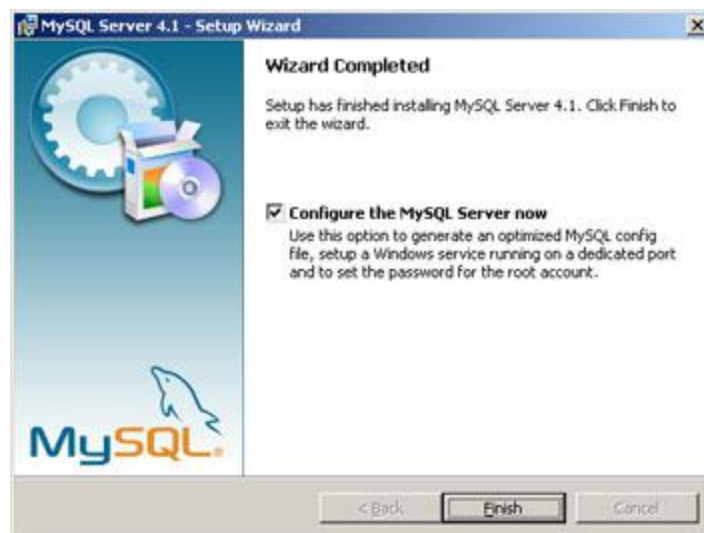 MySQL Server 4.1 - Setup Wizard
Wizard Completed
Setup has finished installing MySQL Server 4.1. Click Finish to
exit the wizard.
Configure the MySQL Server now
Use this option to generate an optimized MySQL config
file, setup a Windows service running on a dedicated port
and to set the password for the root account.
MySQL®
< Back
Finish
Cancel